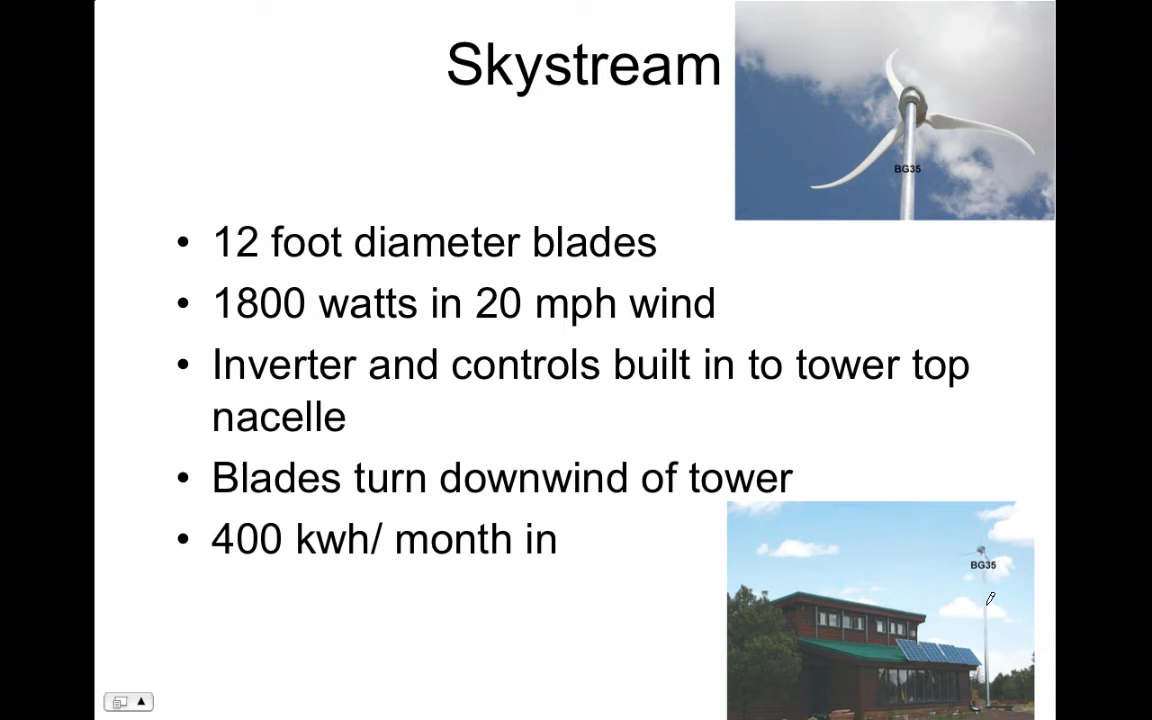 Skystream
BG35
• 12 foot diameter blades
• 1800 watts in 20 mph wind
• Inverter and controls built in to tower top
nacelle
• Blades turn downwind of tower
• 400 kwh/ month in
BG35